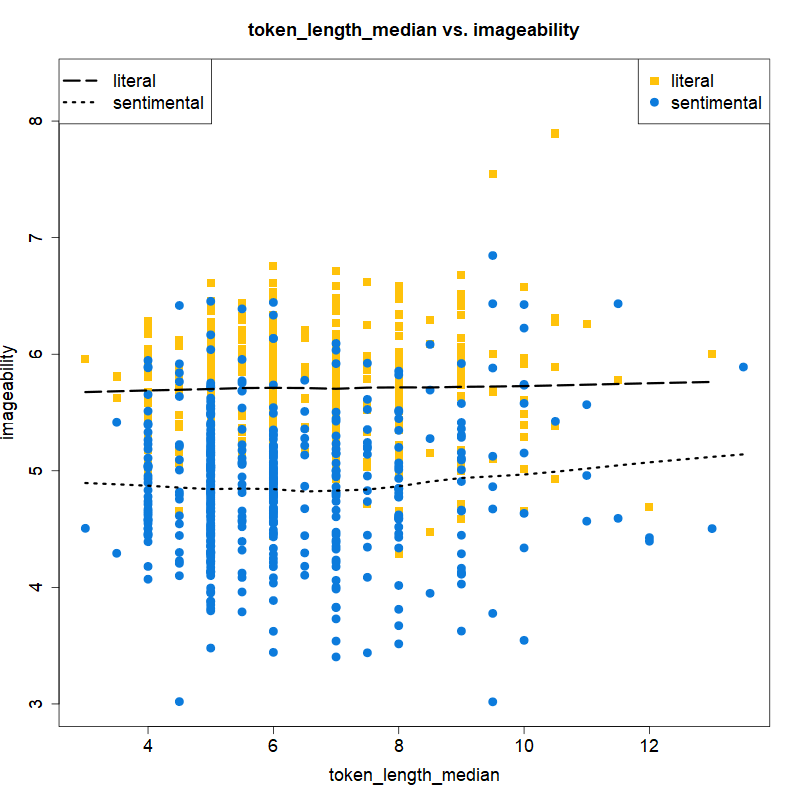 token_length_median vs. imageability
literal
sentimental
literal
sentimental
8
7
6
5
4
3
imageability
4
6
8
10
12
token_length_median